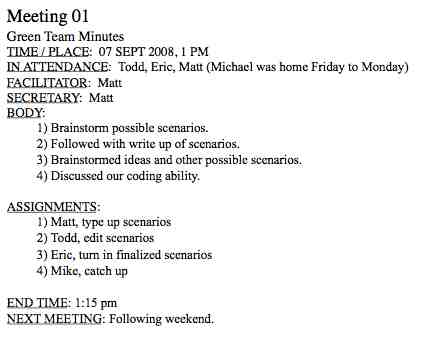 Meeting 01
Green Team Minutes
TIME / PLACE: 07 SEPT 2008, 1 PM
IN ATTENDANCE: Todd, Eric, Matt (Michael was home Friday to Monday)
FACILITATOR: Matt
SECRETARY: Matt
BODY:
1) Brainstorm possible scenarios.
2) Followed with write up of scenarios.
3) Brainstormed ideas and other possible scenarios.
4) Discussed our coding ability.
ASSIGNMENTS:
1) Matt, type up scenarios
2) Todd, edit scenarios
3) Eric, turn in finalized scenarios
4) Mike, catch up
END TIME: 1:15 pm
NEXT MEETING: Following weekend.